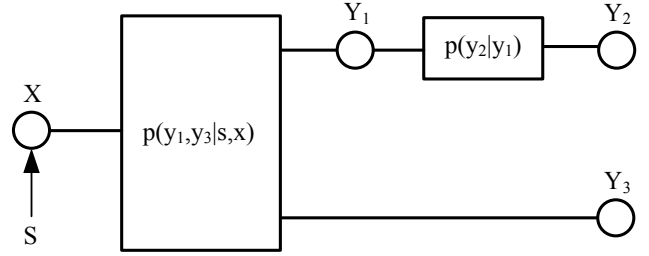 Y₁
Y₂
p(y₂|y₁)
X
p(y₁,y₃|s,x)
Y₃
S